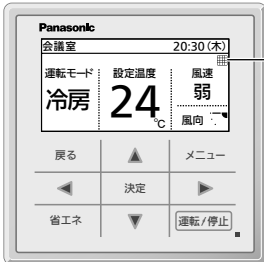 Panasonic
会議室 20:30(木)
運転モード 設定温度 風速
冷房 24℃ 弱
風向
戻る メニュー
決定
省エネ 運転/停止